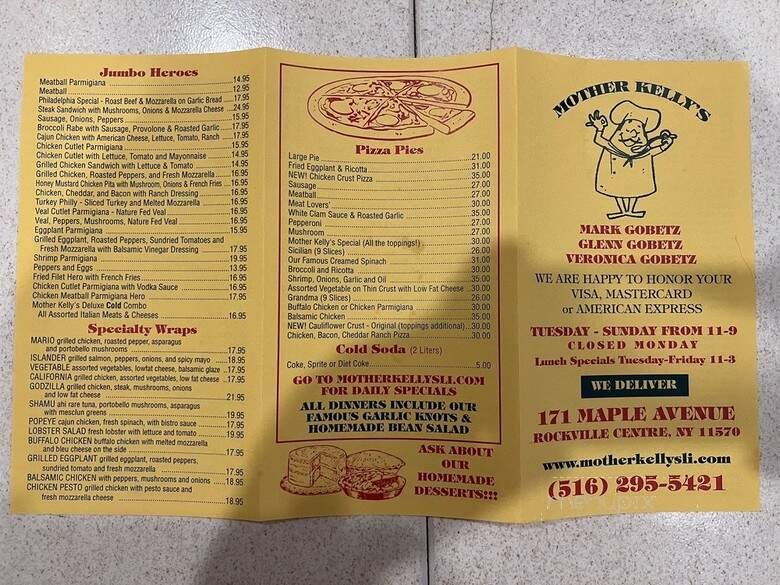 Jumbo Heroes
Meatball Parmigiana 14.95
Meatball 12.95
Philadelphia Special - Roast Beef & Mozzarella on Garlic Bread 17.95
Steak Sandwich with Mushrooms, Onions & Mozzarella Cheese 24.95
Sausage, Onions, Peppers 15.95
Broccoli Rabe with Sausage, Provolone & Roasted Garlic 17.95
Cajun Chicken with American Cheese, Lettuce, Tomato, Ranch 17.95
Chicken Cutlet Parmigiana 15.95
Chicken Cutlet with Lettuce, Tomato and Mayonnaise 14.95
Grilled Chicken Sandwich with Lettuce & Tomato 14.95
Grilled Chicken, Roasted Peppers, and Fresh Mozzarella 16.95
Honey Mustard Chicken Pita with Mushroom, Onions & French Fries 16.95
Chicken, Cheddar, and Bacon with Ranch Dressing 17.95
Turkey Philly - Sliced Turkey and Melted Mozzarella 16.95
Veal Cutlet Parmigiana - Nature Fed Veal 16.95
Veal, Peppers, Mushrooms, Nature Fed Veal 16.95
Eggplant Parmigiana 15.95
Grilled Eggplant, Roasted Peppers, Sundried Tomatoes and
Fresh Mozzarella with Balsamic Vinegar Dressing 17.95
Shrimp Parmigiana 19.95
Peppers and Eggs 13.95
Fried Filet Hero with French Fries 16.95
Chicken Cutlet Parmigiana with Vodka Sauce 16.95
Chicken Meatball Parmigiana Hero 17.95
Mother Kelly's Deluxe Cold Combo
All Assorted Italian Meats & Cheeses 16.95
Specialty Wraps
MARIO grilled chicken, roasted pepper, asparagus
and portobello mushrooms 17.95
ISLANDER grilled salmon, peppers, onions, and spicy mayo 18.95
VEGETABLE assorted vegetables, lowfat cheese, balsamic glaze 17.95
CALIFORNIA grilled chicken, assorted vegetables, low fat cheese 17.95
GODZILLA grilled chicken, steak, mushrooms, onions
and low fat cheese 21.95
SHAMU ahi rare tuna, portobello mushrooms, asparagus
with mesclun greens 19.95
POPEYE cajun chicken, fresh spinach, with bistro sauce 17.95
LOBSTER SALAD fresh lobster with lettuce and tomato 19.95
BUFFALO CHICKEN buffalo chicken with melted mozzarella
and bleu cheese on the side 17.95
GRILLED EGGPLANT grilled eggplant, roasted peppers,
sundried tomato and fresh mozzarella 17.95
BALSAMIC CHICKEN with peppers, mushrooms and onions 18.95
CHICKEN PESTO grilled chicken with pesto sauce and
fresh mozzarella cheese 18.95
Pizza Pies
Large Pie 21.00
Fried Eggplant & Ricotta 31.00
NEW! Chicken Crust Pizza 35.00
Sausage 27.00
Meatball 27.00
Meat Lovers' 30.00
White Clam Sauce & Roasted Garlic 35.00
Pepperoni 27.00
Mushroom 27.00
Mother Kelly's Special (All the toppings!) 30.00
Sicilian (9 Slices) 26.00
Our Famous Creamed Spinach 31.00
Broccoli and Ricotta 30.00
Shrimp, Onions, Garlic and Oil 35.00
Assorted Vegetable on Thin Crust with Low Fat Cheese 30.00
Grandma (9 Slices) 26.00
Buffalo Chicken or Chicken Parmigiana 30.00
Balsamic Chicken 35.00
NEW! Cauliflower Crust - Original (toppings additional) 30.00
Chicken, Bacon, Cheddar Ranch Pizza 30.00
Cold Soda (2 Liters)
Coke, Sprite or Diet Coke 5.00
GO TO MOTHERKELLYSLI.COM
FOR DAILY SPECIALS
ALL DINNERS INCLUDE OUR
FAMOUS GARLIC KNOTS &
HOMEMADE BEAN SALAD
ASK ABOUT
OUR
HOMEMADE
DESSERTS!!!
MOTHER KELLY'S
MARK GOBETZ
GLENN GOBETZ
VERONICA GOBETZ
WE ARE HAPPY TO HONOR YOUR
VISA, MASTERCARD
or AMERICAN EXPRESS
TUESDAY - SUNDAY FROM 11-9
CLOSED MONDAY
Lunch Specials Tuesday-Friday 11-3
WE DELIVER
171 MAPLE AVENUE
ROCKVILLE CENTRE, NY 11570
www.motherkellysli.com
(516) 295-5421